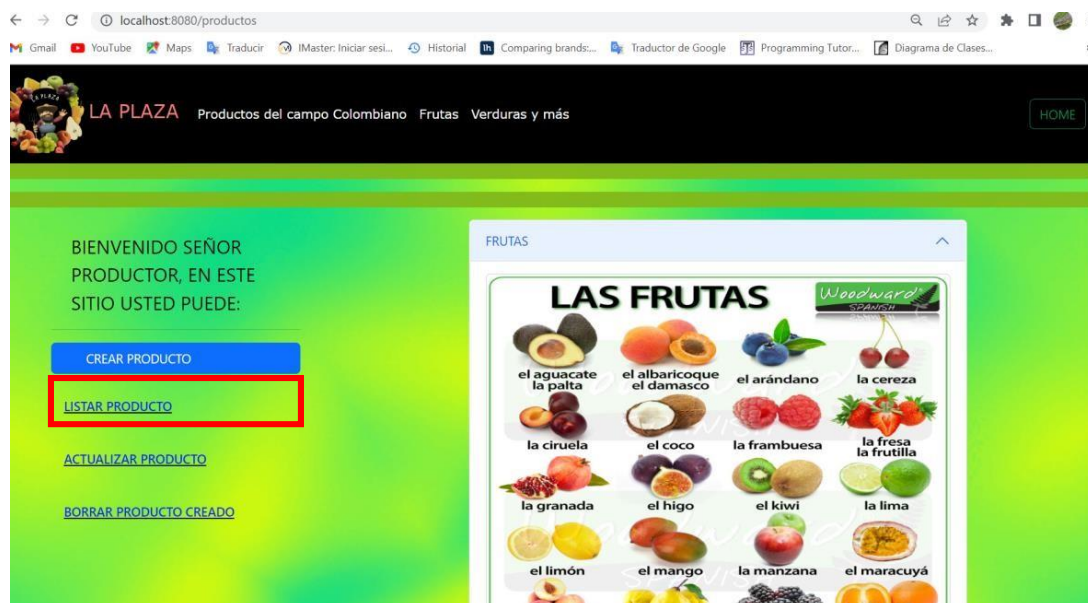 localhost:8080/productos
Gmail YouTube Maps Traducir IMaster: Iniciar sesi... Historial Comparing brands:,... Traductor de Google Programming Tutor... Diagrama de Clases...
LA PLAZA
LA PLAZA Productos del campo Colombiano Frutas Verduras y más HOME
BIENVENIDO SEÑOR
PRODUCTOR, EN ESTE
SITIO USTED PUEDE:
CREAR PRODUCTO
LISTAR PRODUCTO
ACTUALIZAR PRODUCTO
BORRAR PRODUCTO CREADO
FRUTAS
LAS FRUTAS
Woodward®
SPANISH
el aguacate
la palta
el albaricoque
el damasco
el arándano
la cereza
la ciruela
el coco
la frambuesa
la fresa
la frutilla
la granada
el higo
el kiwi
la lima
el limón
el mango
la manzana
el maracuyá